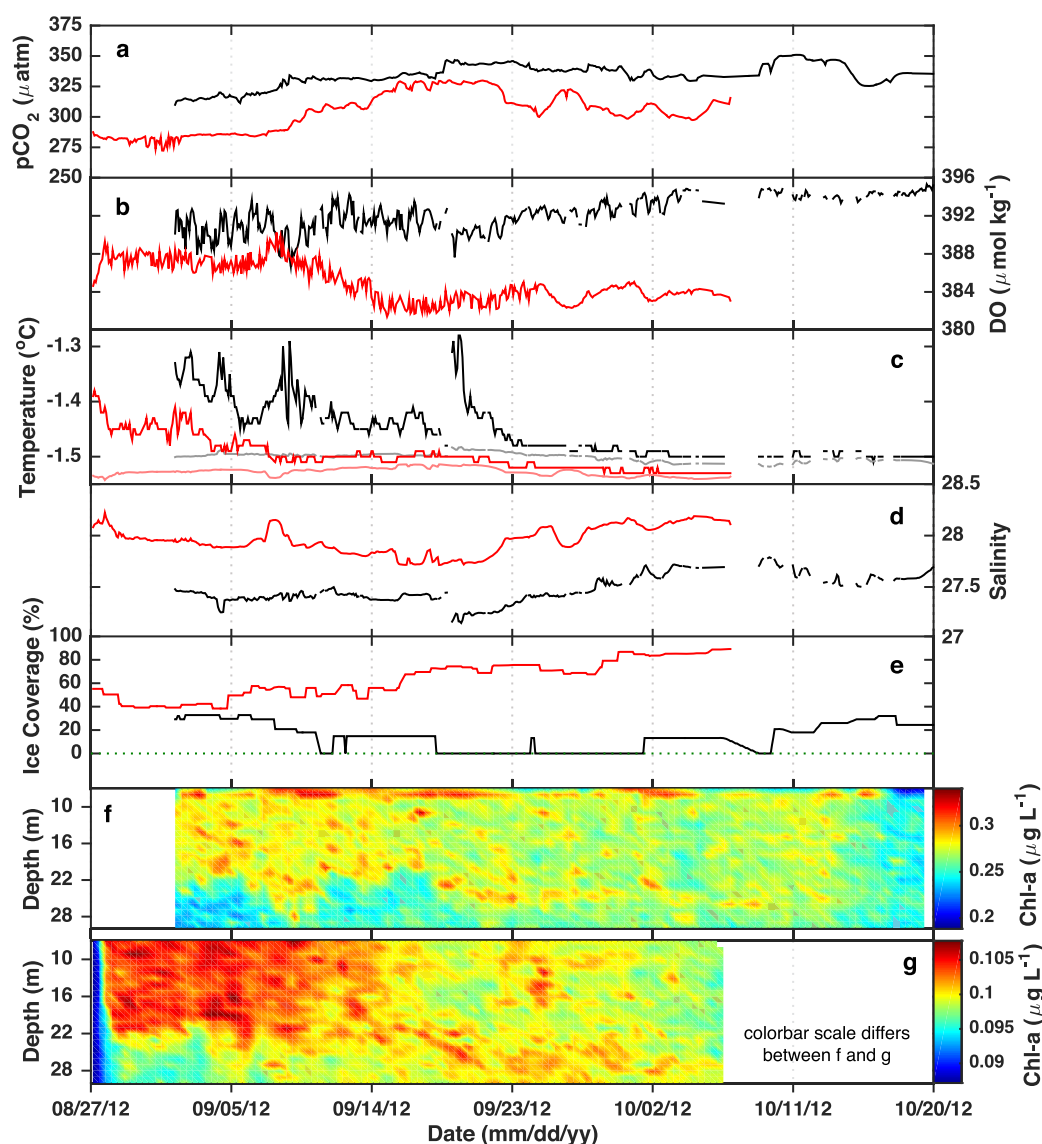 375
350
325
300
275
250
pCO2 (μatm)
a
396
392
388
384
380
DO (μmol kg-1)
b
-1.3
-1.4
-1.5
Temperature (oC)
c
28.5
28
27.5
27
Salinity
d
100
80
60
40
20
0
Ice Coverage (%)
e
10
16
22
28
Depth (m)
f
0.3
0.25
0.2
Chl-a (μg L-1)
10
16
22
28
Depth (m)
g
colorbar scale differs
between f and g
0.105
0.1
0.095
0.09
Chl-a (μg L-1)
08/27/12 09/05/12 09/14/12 09/23/12 10/02/12 10/11/12 10/20/12
Date (mm/dd/yy)